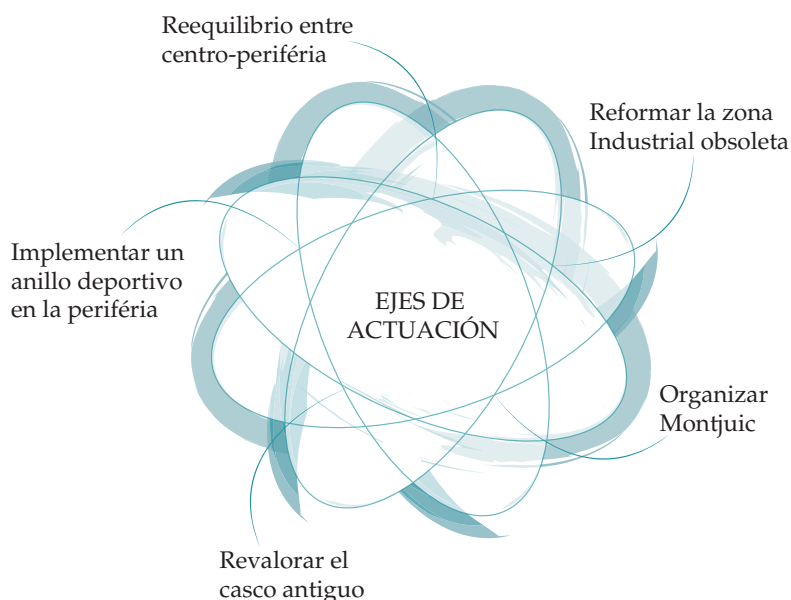 Reequilibrio entre
centro-periféria
Reformar la zona
Industrial obsoleta
Implementar un
anillo deportivo
en la periféria
EJES DE
ACTUACIÓN
Organizar
Montjuic
Revalorar el
casco antiguo